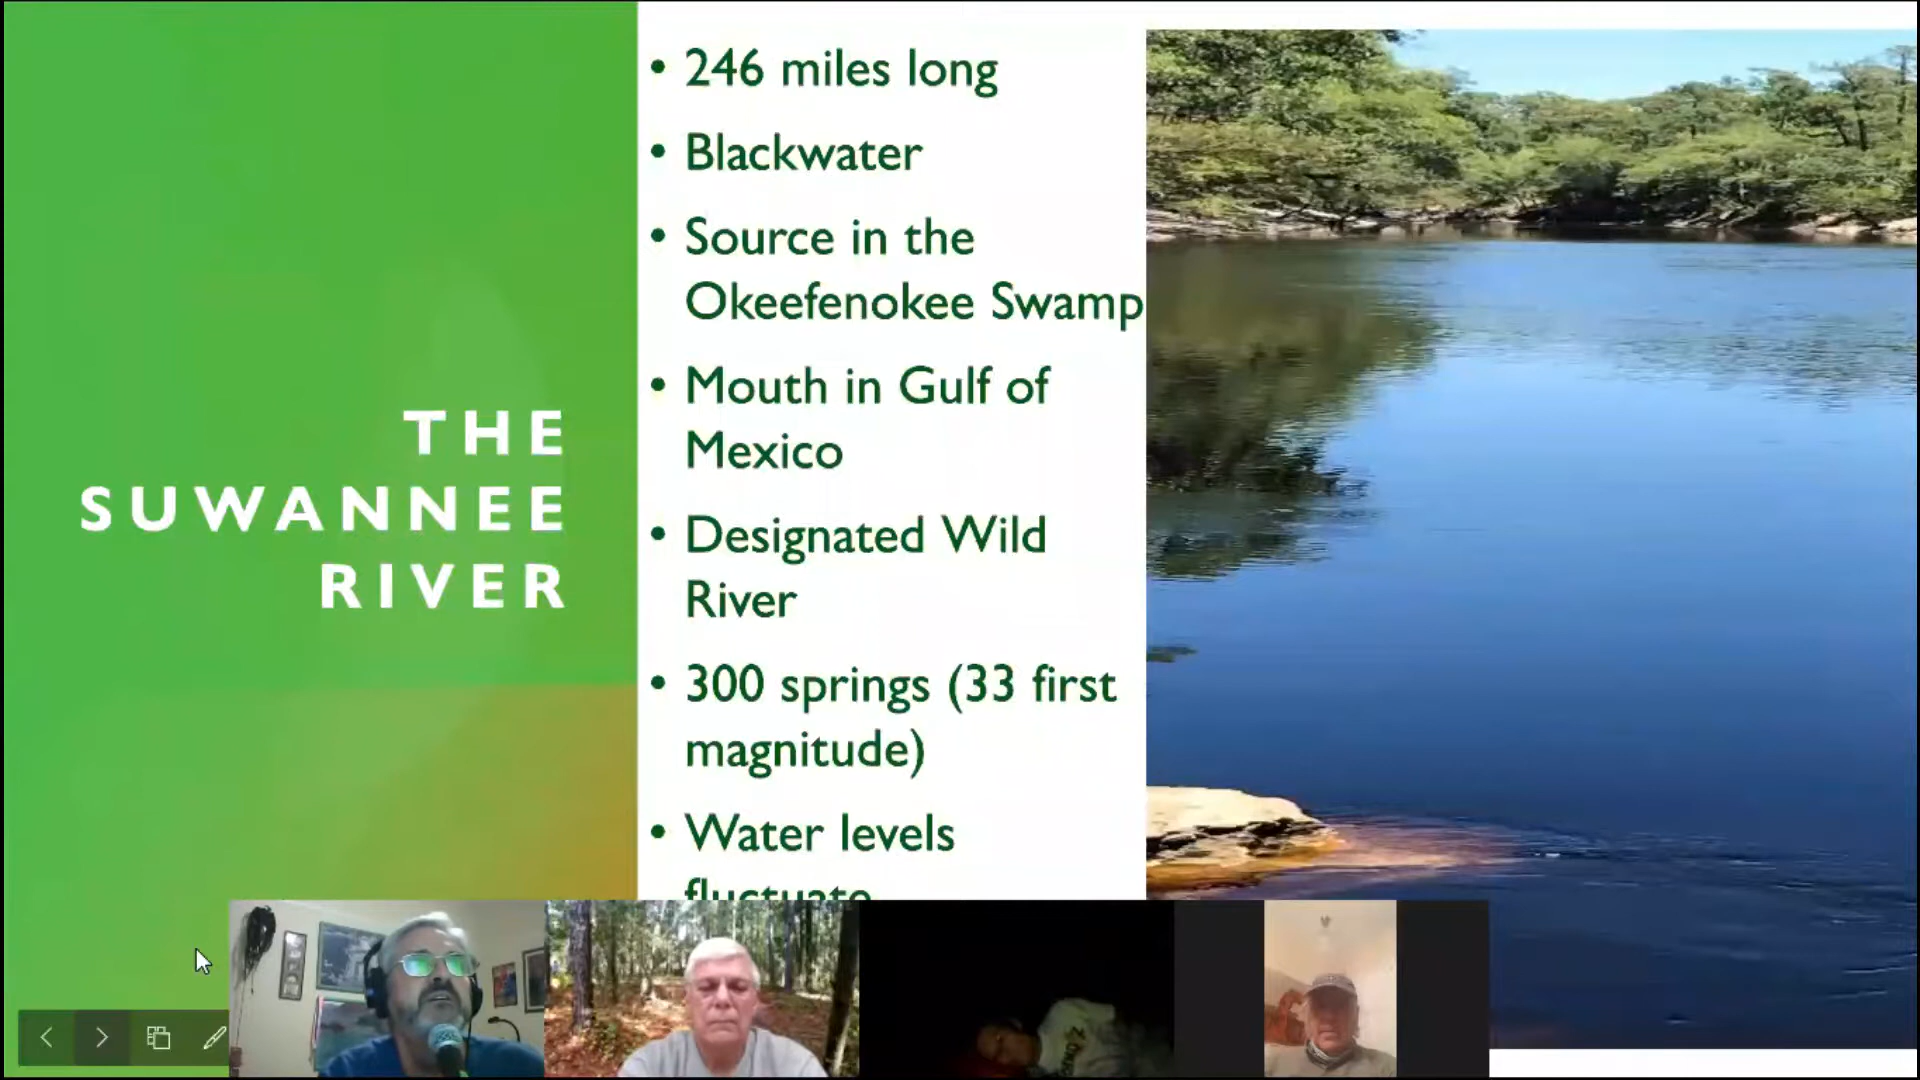 THE
SUWANNEE
RIVER
• 246 miles long
• Blackwater
• Source in the
Okeefenokee Swamp
• Mouth in Gulf of
Mexico
• Designated Wild
River
• 300 springs (33 first
magnitude)
• Water levels
fluctuate